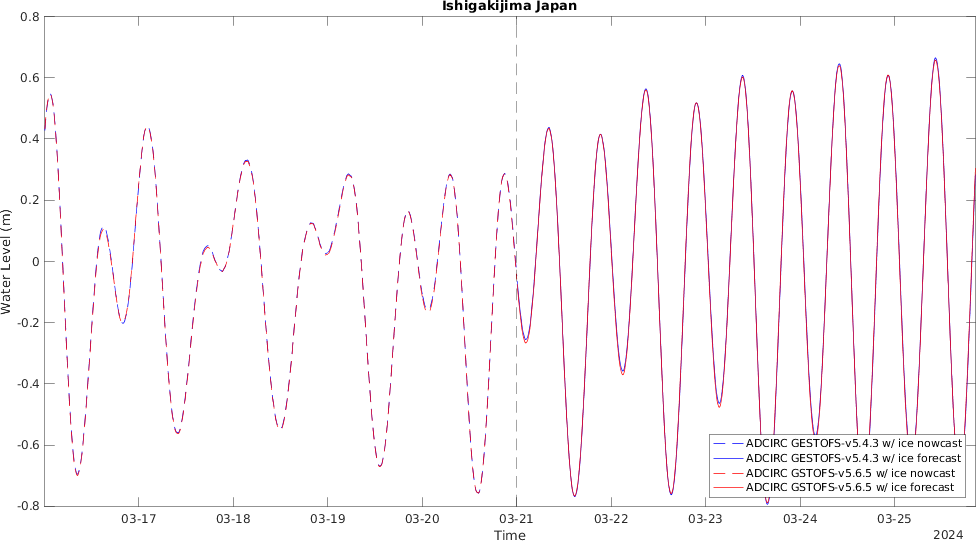 Ishigakijima Japan
0.8
0.6
0.4
0.2
0
-0.2
-0.4
-0.6
-0.8
Water Level (m)
03-17 03-18 03-19 03-20 03-21 03-22 03-23 03-24 03-25
Time
2024
ADCIRC GESTOFS-v5.4.3 w/ ice nowcast
ADCIRC GESTOFS-v5.4.3 w/ ice forecast
ADCIRC GSTOFS-v5.6.5 w/ ice nowcast
ADCIRC GSTOFS-v5.6.5 w/ ice forecast